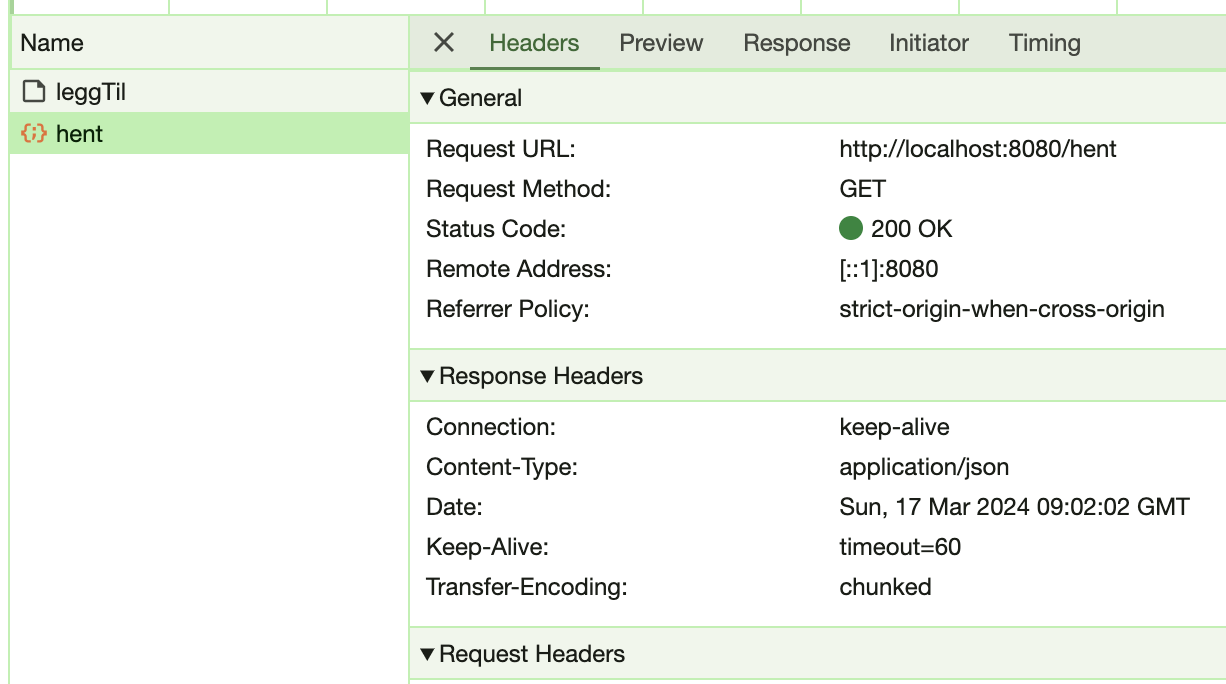 Name
Headers Preview Response Initiator Timing
leggTil
hent
General
Request URL: http://localhost:8080/hent
Request Method: GET
Status Code: 200 OK
Remote Address: [::1]:8080
Referrer Policy: strict-origin-when-cross-origin
Response Headers
Connection: keep-alive
Content-Type: application/json
Date: Sun, 17 Mar 2024 09:02:02 GMT
Keep-Alive: timeout=60
Transfer-Encoding: chunked
Request Headers